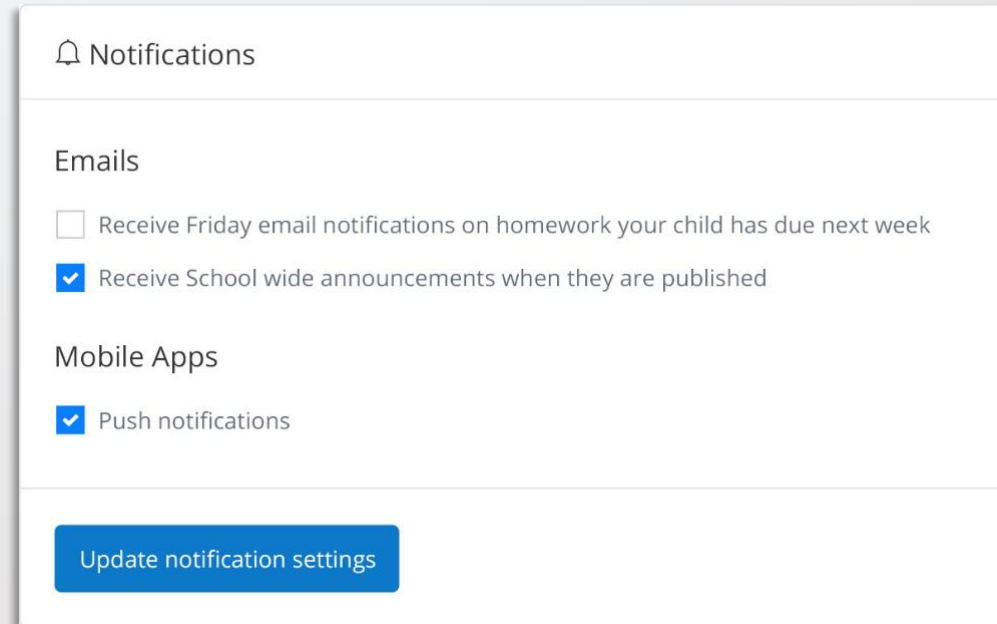 Notifications
Emails
Receive Friday email notifications on homework your child has due next week
Receive School wide announcements when they are published
Mobile Apps
Push notifications
Update notification settings